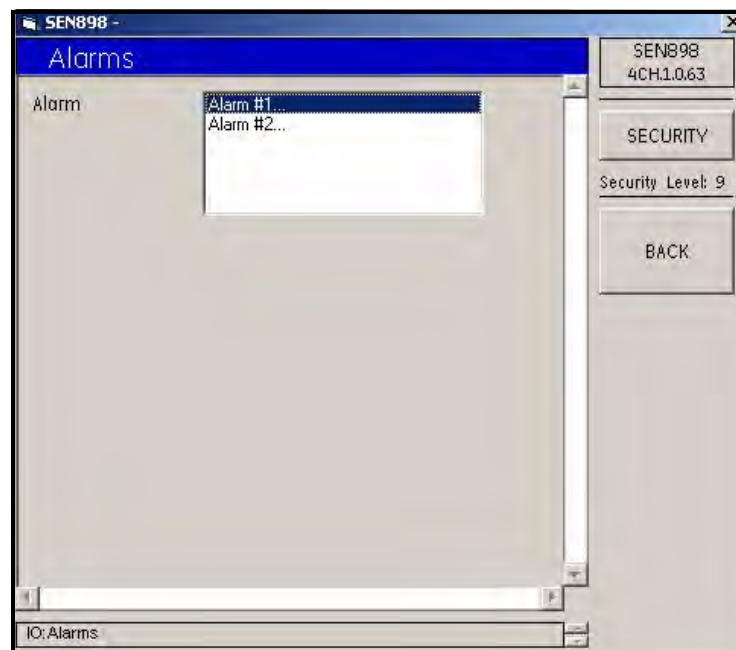 SEN898 -
Alarms
Alarm
Alarm #1...
Alarm #2...
IO:Alarms
SEN898
4CH.1.0.63
SECURITY
Security Level: 9
BACK